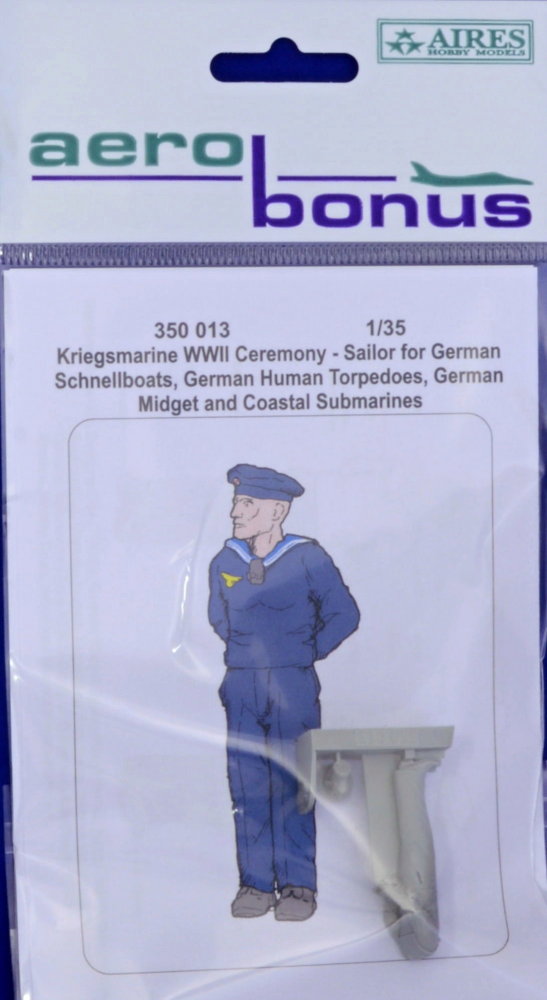 AIRES
HOBBY MODELS
aero
bonus
350 013 1/35
Kriegsmarine WWII Ceremony - Sailor for German
Schnellboats, German Human Torpedoes, German
Midget and Coastal Submarines